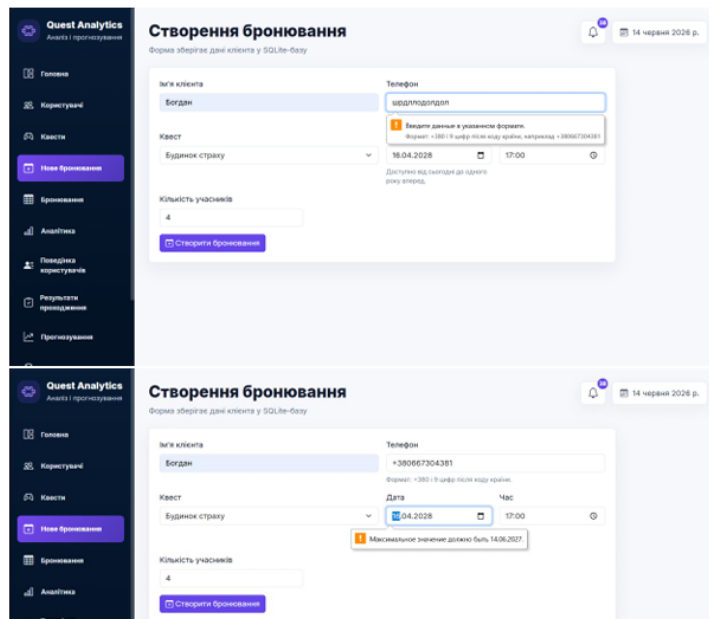 Quest Analytics
Аналіз і прогнозування
Головна
Користувачі
Квести
Нове бронювання
Бронювання
Аналітика
Поведінка
користувачів
Результати
проходження
Прогнозування
Створення бронювання
Форма зберігає дані клієнта у SQLite-базу
14 червня 2026 р.
Ім'я клієнта
Телефон
Богдан
шрдллодолдол
Введите данные в указанном формате.
Формат: +380 і 9 цифр після коду країни, наприклад +380667304381
Квест
Будинок страху
16.04.2028
17:00
Доступно від сьогодні до одного
року вперед.
Кількість учасників
4
Створити бронювання
Quest Analytics
Аналіз і прогнозування
Головна
Користувачі
Квести
Нове бронювання
Бронювання
Аналітика
Створення бронювання
Форма зберігає дані клієнта у SQLite-базу
14 червня 2026 р.
Ім'я клієнта
Телефон
Богдан
+380667304381
Формат: +380 і 9 цифр після коду країни.
Квест
Дата
Час
Будинок страху
16.04.2028
17:00
Максимальное значение должно быть 14.06.2027.
Кількість учасників
4
Створити бронювання